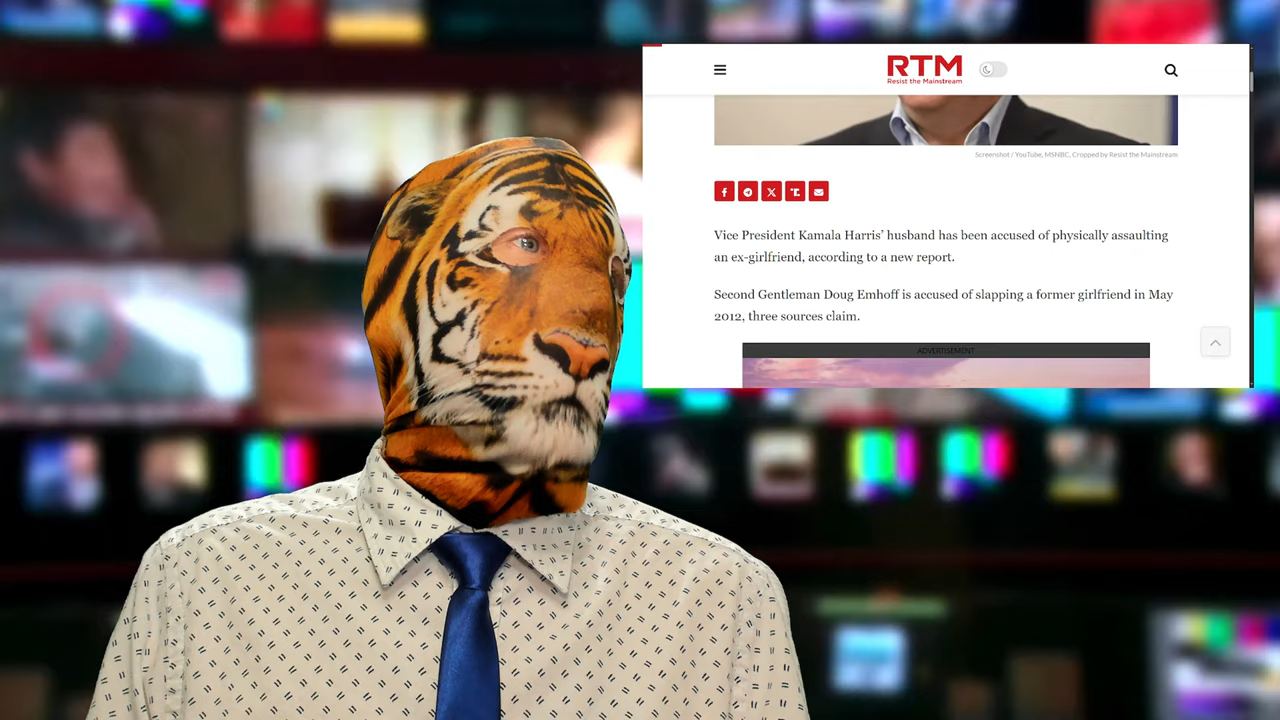 RTM
Resist the Mainstream
Screenshot / YouTube, MSNBC, Cropped by Resist the Mainstream
Vice President Kamala Harris’ husband has been accused of physically assaulting
an ex-girlfriend, according to a new report.
Second Gentleman Doug Emhoff is accused of slapping a former girlfriend in May
2012, three sources claim.
ADVERTISEMENT